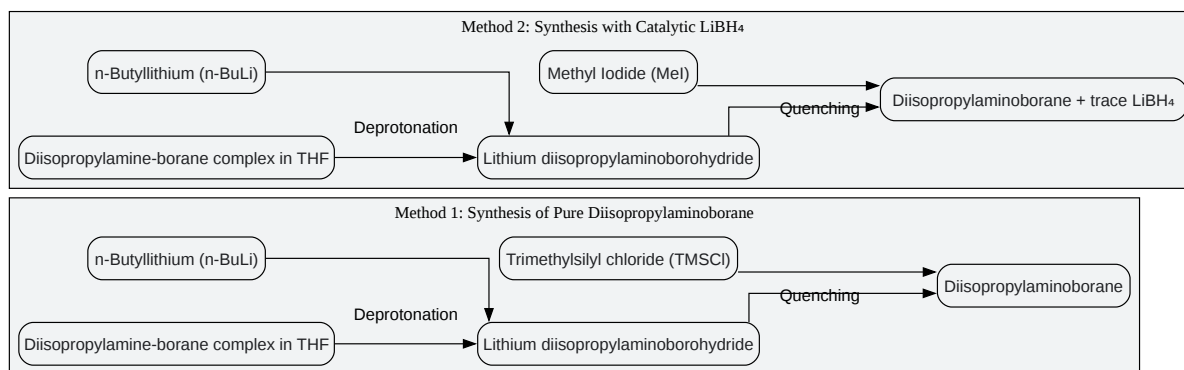 Method 2: Synthesis with Catalytic LiBH₄
n-Butyllithium (n-BuLi)
Methyl Iodide (MeI)
Diisopropylaminoborane + trace LiBH₄
Quenching
Deprotonation
Diisopropylamine-borane complex in THF
Lithium diisopropylaminoborohydride
Method 1: Synthesis of Pure Diisopropylaminoborane
n-Butyllithium (n-BuLi)
Trimethylsilyl chloride (TMSCl)
Diisopropylaminoborane
Quenching
Deprotonation
Diisopropylamine-borane complex in THF
Lithium diisopropylaminoborohydride